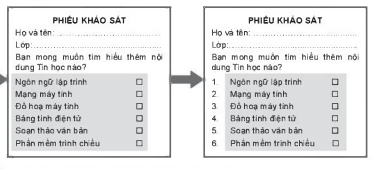 PHIẾU KHẢO SÁT
Họ và tên: ........................................
Lớp: ........................................
Bạn mong muốn tìm hiểu thêm nội
dung Tin học nào?
Ngôn ngữ lập trình □
Mạng máy tính □
Đồ hoạ máy tính □
Bảng tính điện tử □
Soạn thảo văn bản □
Phần mềm trình chiếu □
PHIẾU KHẢO SÁT
Họ và tên: ........................................
Lớp: ........................................
Bạn mong muốn tìm hiểu thêm nội
dung Tin học nào?
1. Ngôn ngữ lập trình □
2. Mạng máy tính □
3. Đồ hoạ máy tính □
4. Bảng tính điện tử □
5. Soạn thảo văn bản □
6. Phần mềm trình chiếu □